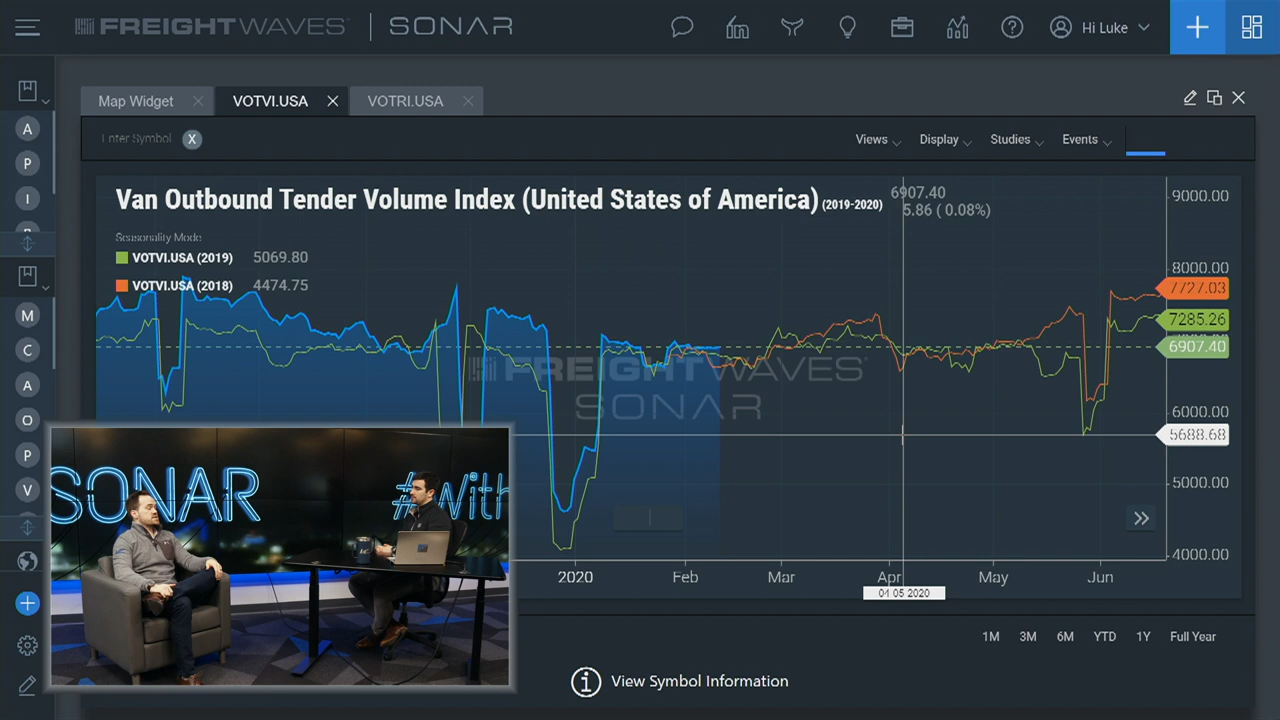 FREIGHTWAVES SONAR
Hi Luke
Map Widget
VOTVI.USA
VOTRI.USA
Enter Symbol X
Views Display Studies Events
Van Outbound Tender Volume Index (United States of America) (2019-2020)
6907.40
5.86 ( 0.08%)
Seasonality Mode
VOTVI.USA (2019) 5069.80
VOTVI.USA (2018) 4474.75
9000.00
8000.00
7727.03
7285.26
6907.40
6000.00
5688.68
5000.00
4000.00
FREIGHTWAVES
SONAR
A
P
I
M
C
A
O
P
V
SONAR
#With
2020 Feb Mar Apr May Jun
04 05 2020
1M 3M 6M YTD 1Y Full Year
View Symbol Information